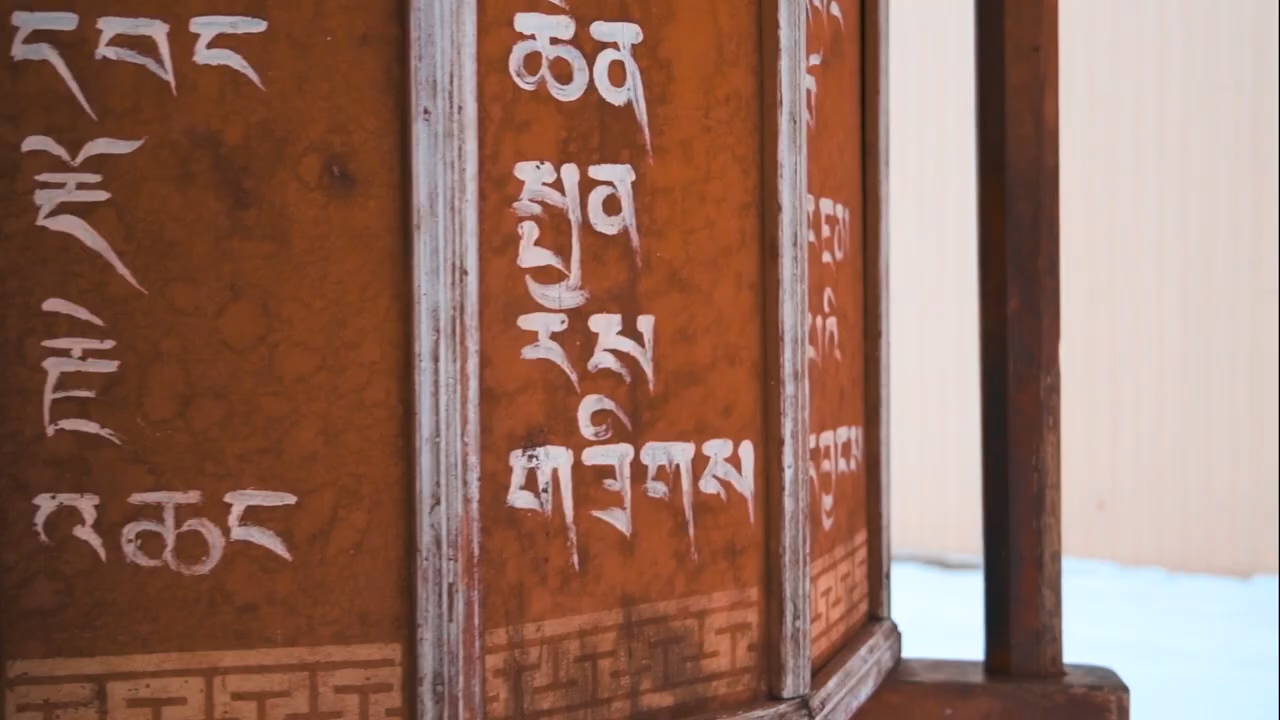 དབང
རྡོ
རྗེ
འཆང
ཆེན
སྤྱན
རས
གཟིགས